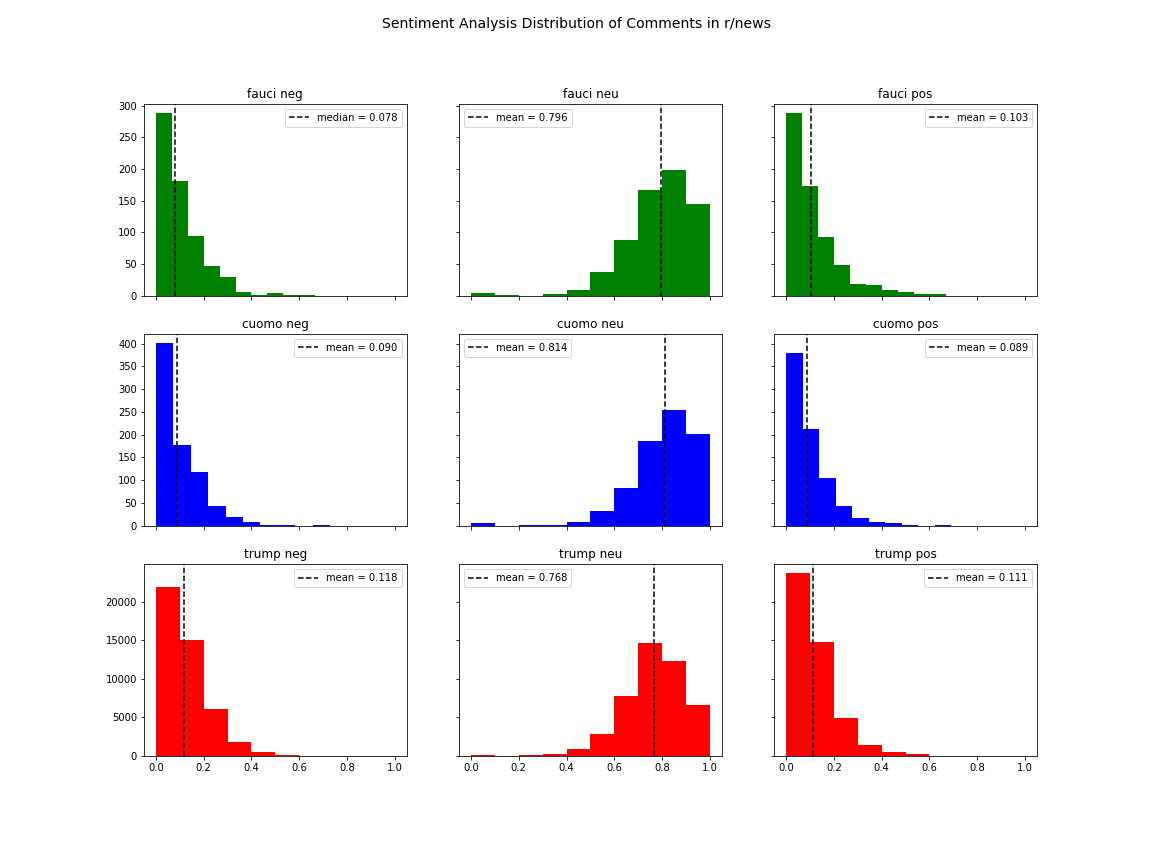 Sentiment Analysis Distribution of Comments in r/news
fauci neg
fauci neu
fauci pos
median = 0.078
mean = 0.796
mean = 0.103
300
250
200
150
100
50
0
cuomo neg
cuomo neu
cuomo pos
mean = 0.090
mean = 0.814
mean = 0.089
400
350
300
250
200
150
100
50
0
trump neg
trump neu
trump pos
mean = 0.118
mean = 0.768
mean = 0.111
20000
15000
10000
5000
0
0.0 0.2 0.4 0.6 0.8 1.0
0.0 0.2 0.4 0.6 0.8 1.0
0.0 0.2 0.4 0.6 0.8 1.0